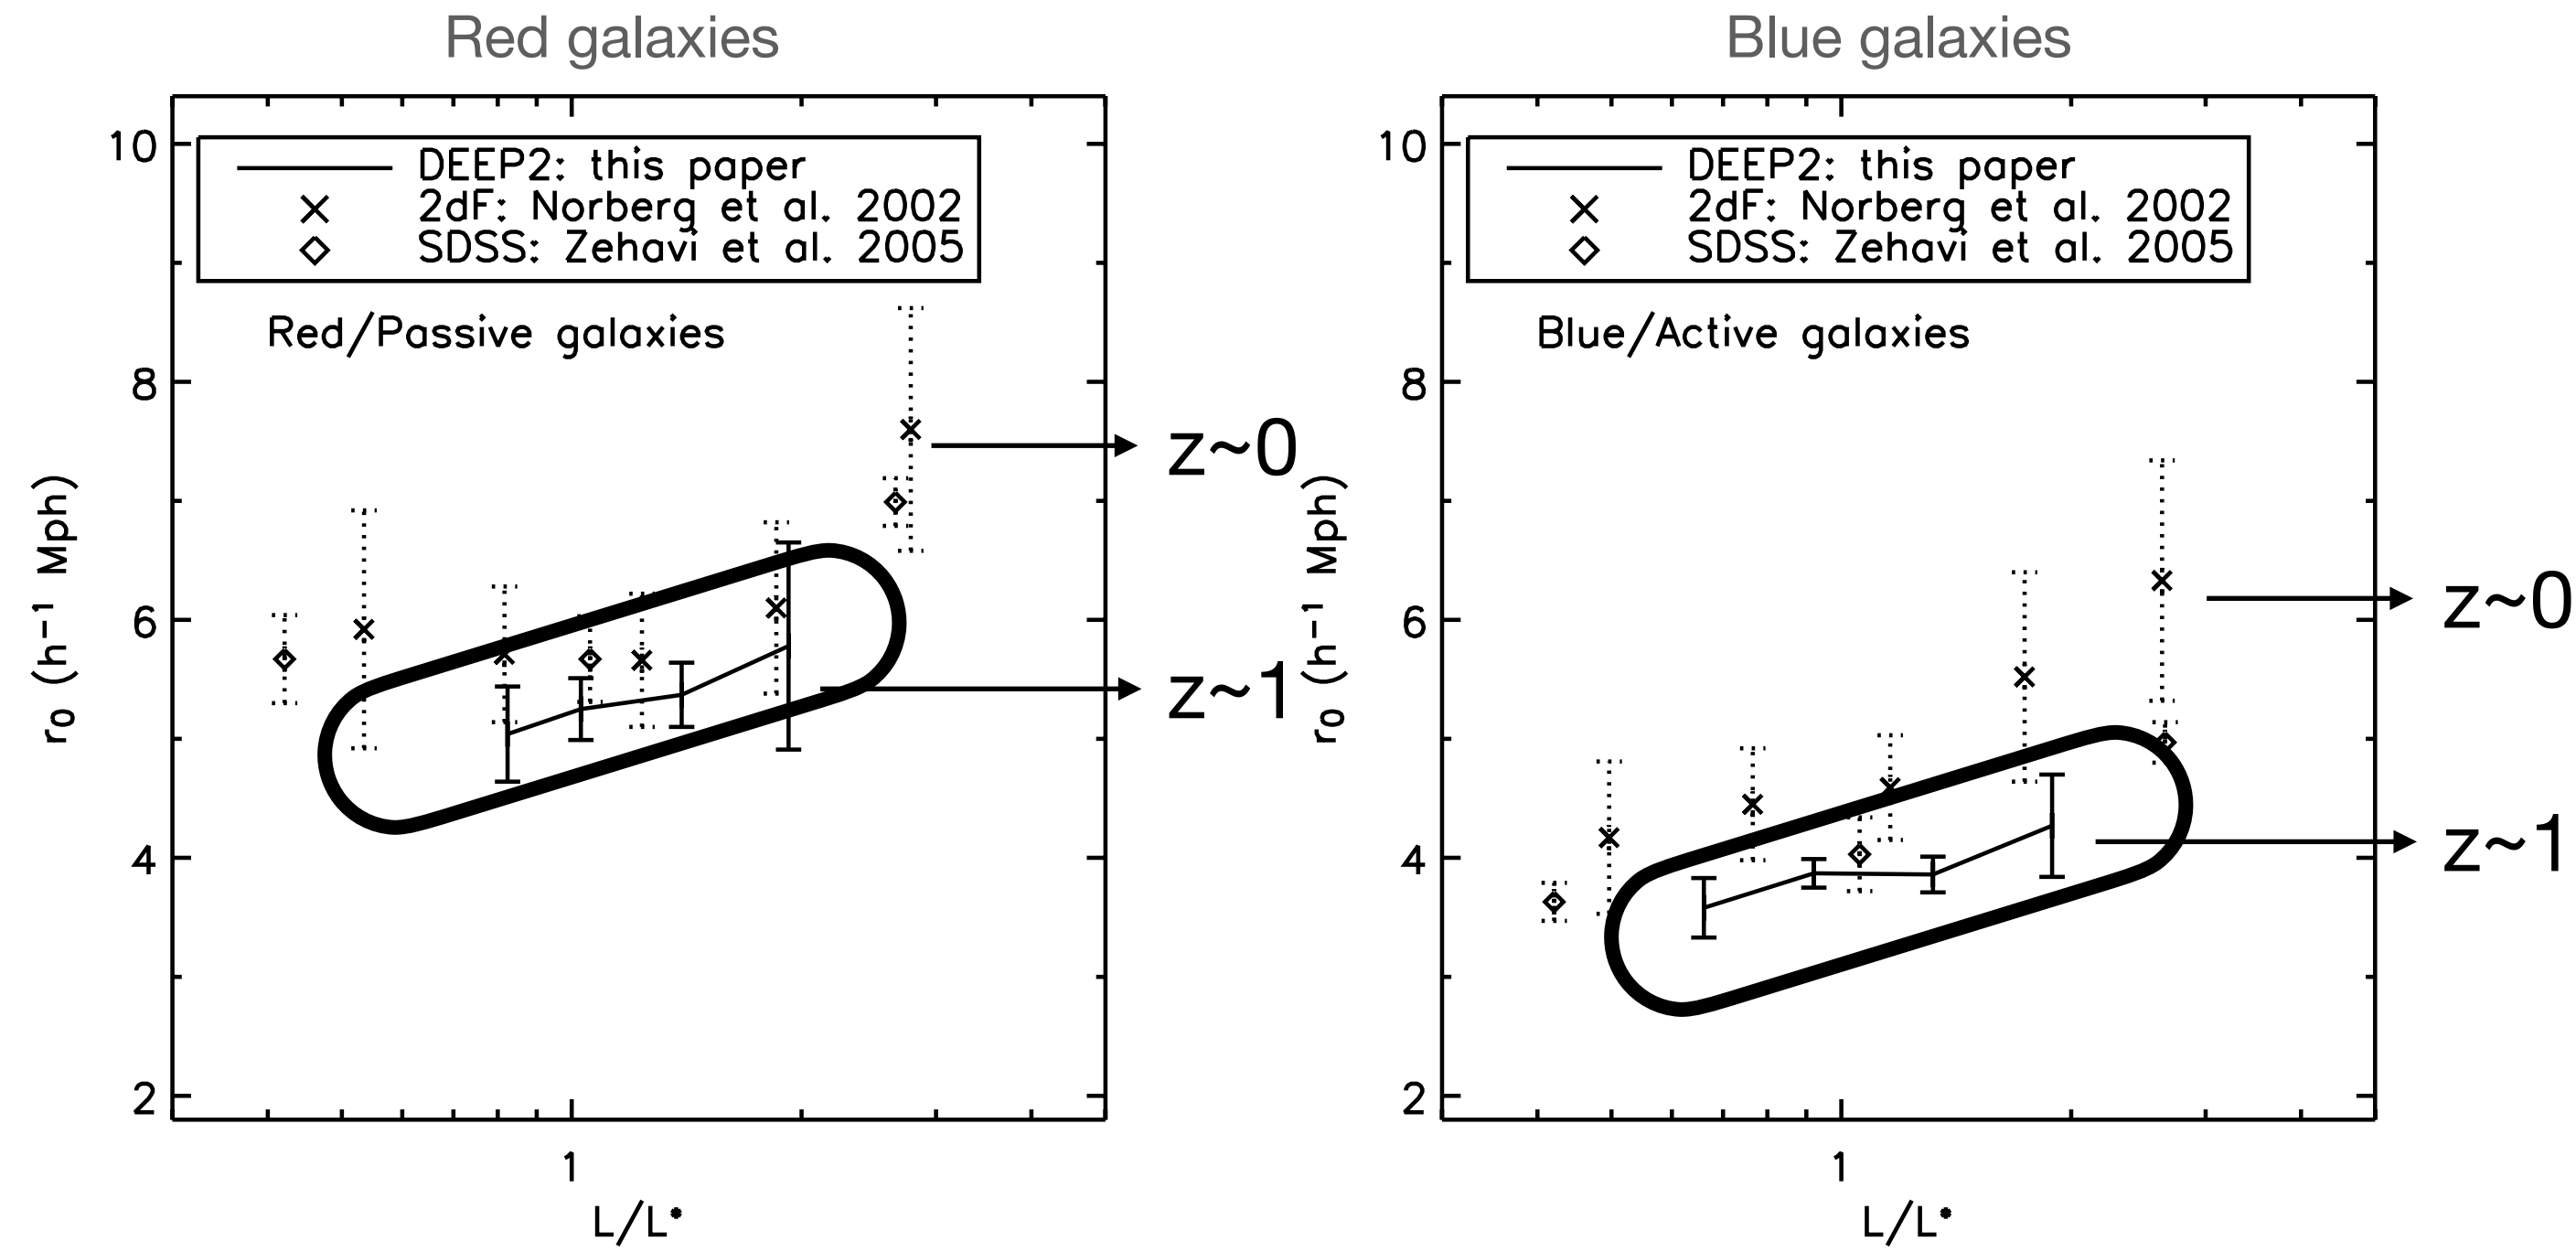 Red galaxies
10
8
6
4
2
r₀ (h⁻¹ Mph)
DEEP2: this paper
2dF: Norberg et al. 2002
SDSS: Zehavi et al. 2005
Red/Passive galaxies
z~0
z~1
1
L/L*
Blue galaxies
10
8
6
4
2
r₀ (h⁻¹ Mph)
DEEP2: this paper
2dF: Norberg et al. 2002
SDSS: Zehavi et al. 2005
Blue/Active galaxies
z~0
z~1
1
L/L*